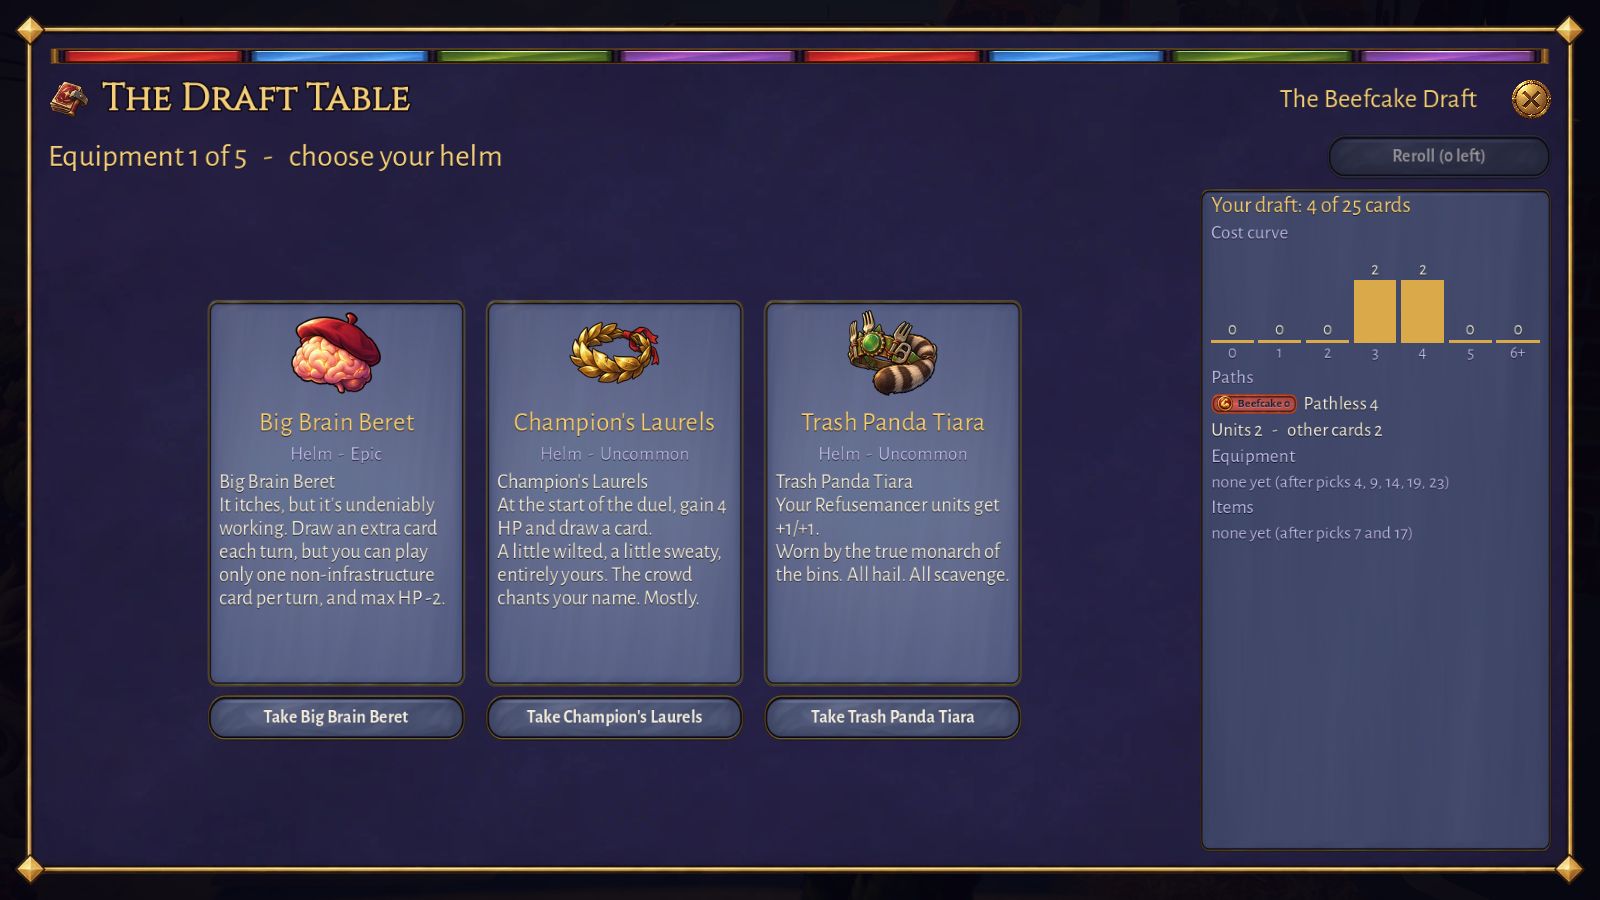 The Draft Table
The Beefcake Draft
Equipment 1 of 5 - choose your helm
Reroll (0 left)
Big Brain Beret
Helm - Epic
Big Brain Beret
It itches, but it's undeniably
working. Draw an extra card
each turn, but you can play
only one non-infrastructure
card per turn, and max HP -2.
Take Big Brain Beret
Champion's Laurels
Helm - Uncommon
Champion's Laurels
At the start of the duel, gain 4
HP and draw a card.
A little wilted, a little sweaty,
entirely yours. The crowd
chants your name. Mostly.
Take Champion's Laurels
Trash Panda Tiara
Helm - Uncommon
Trash Panda Tiara
Your Refusemancer units get
+1/+1.
Worn by the true monarch of
the bins. All hail. All scavenge.
Take Trash Panda Tiara
Your draft: 4 of 25 cards
Cost curve
0 0 0 2 2 0 0
0 1 2 3 4 5 6+
Paths
Beefcake 0 Pathless 4
Units 2 - other cards 2
Equipment
none yet (after picks 4, 9, 14, 19, 23)
Items
none yet (after picks 7 and 17)